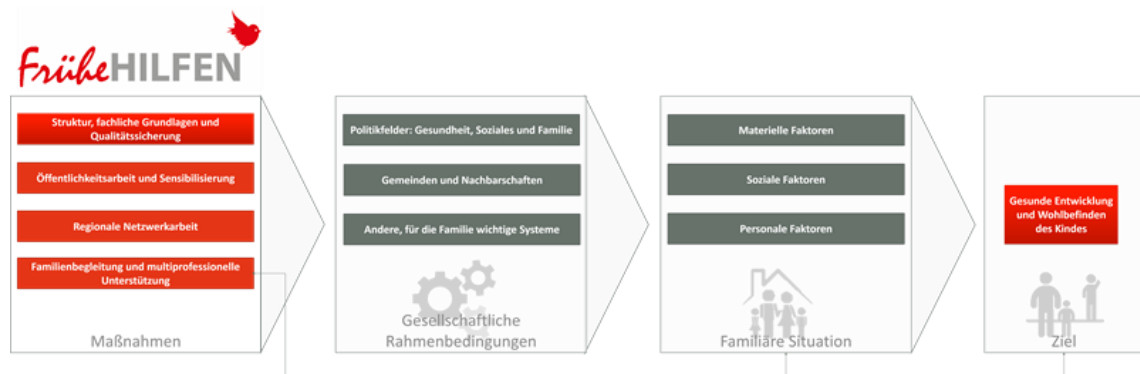 Frühe HILFEN
Struktur, fachliche Grundlagen und
Qualitätssicherung
Öffentlichkeitsarbeit und Sensibilisierung
Regionale Netzwerkarbeit
Familienbegleitung und multiprofessionelle
Unterstützung
Maßnahmen
Politikfelder: Gesundheit, Soziales und Familie
Gemeinden und Nachbarschaften
Andere, für die Familie wichtige Systeme
Gesellschaftliche
Rahmenbedingungen
Materielle Faktoren
Soziale Faktoren
Personale Faktoren
Familiäre Situation
Gesunde Entwicklung
und Wohlbefinden
des Kindes
Ziel